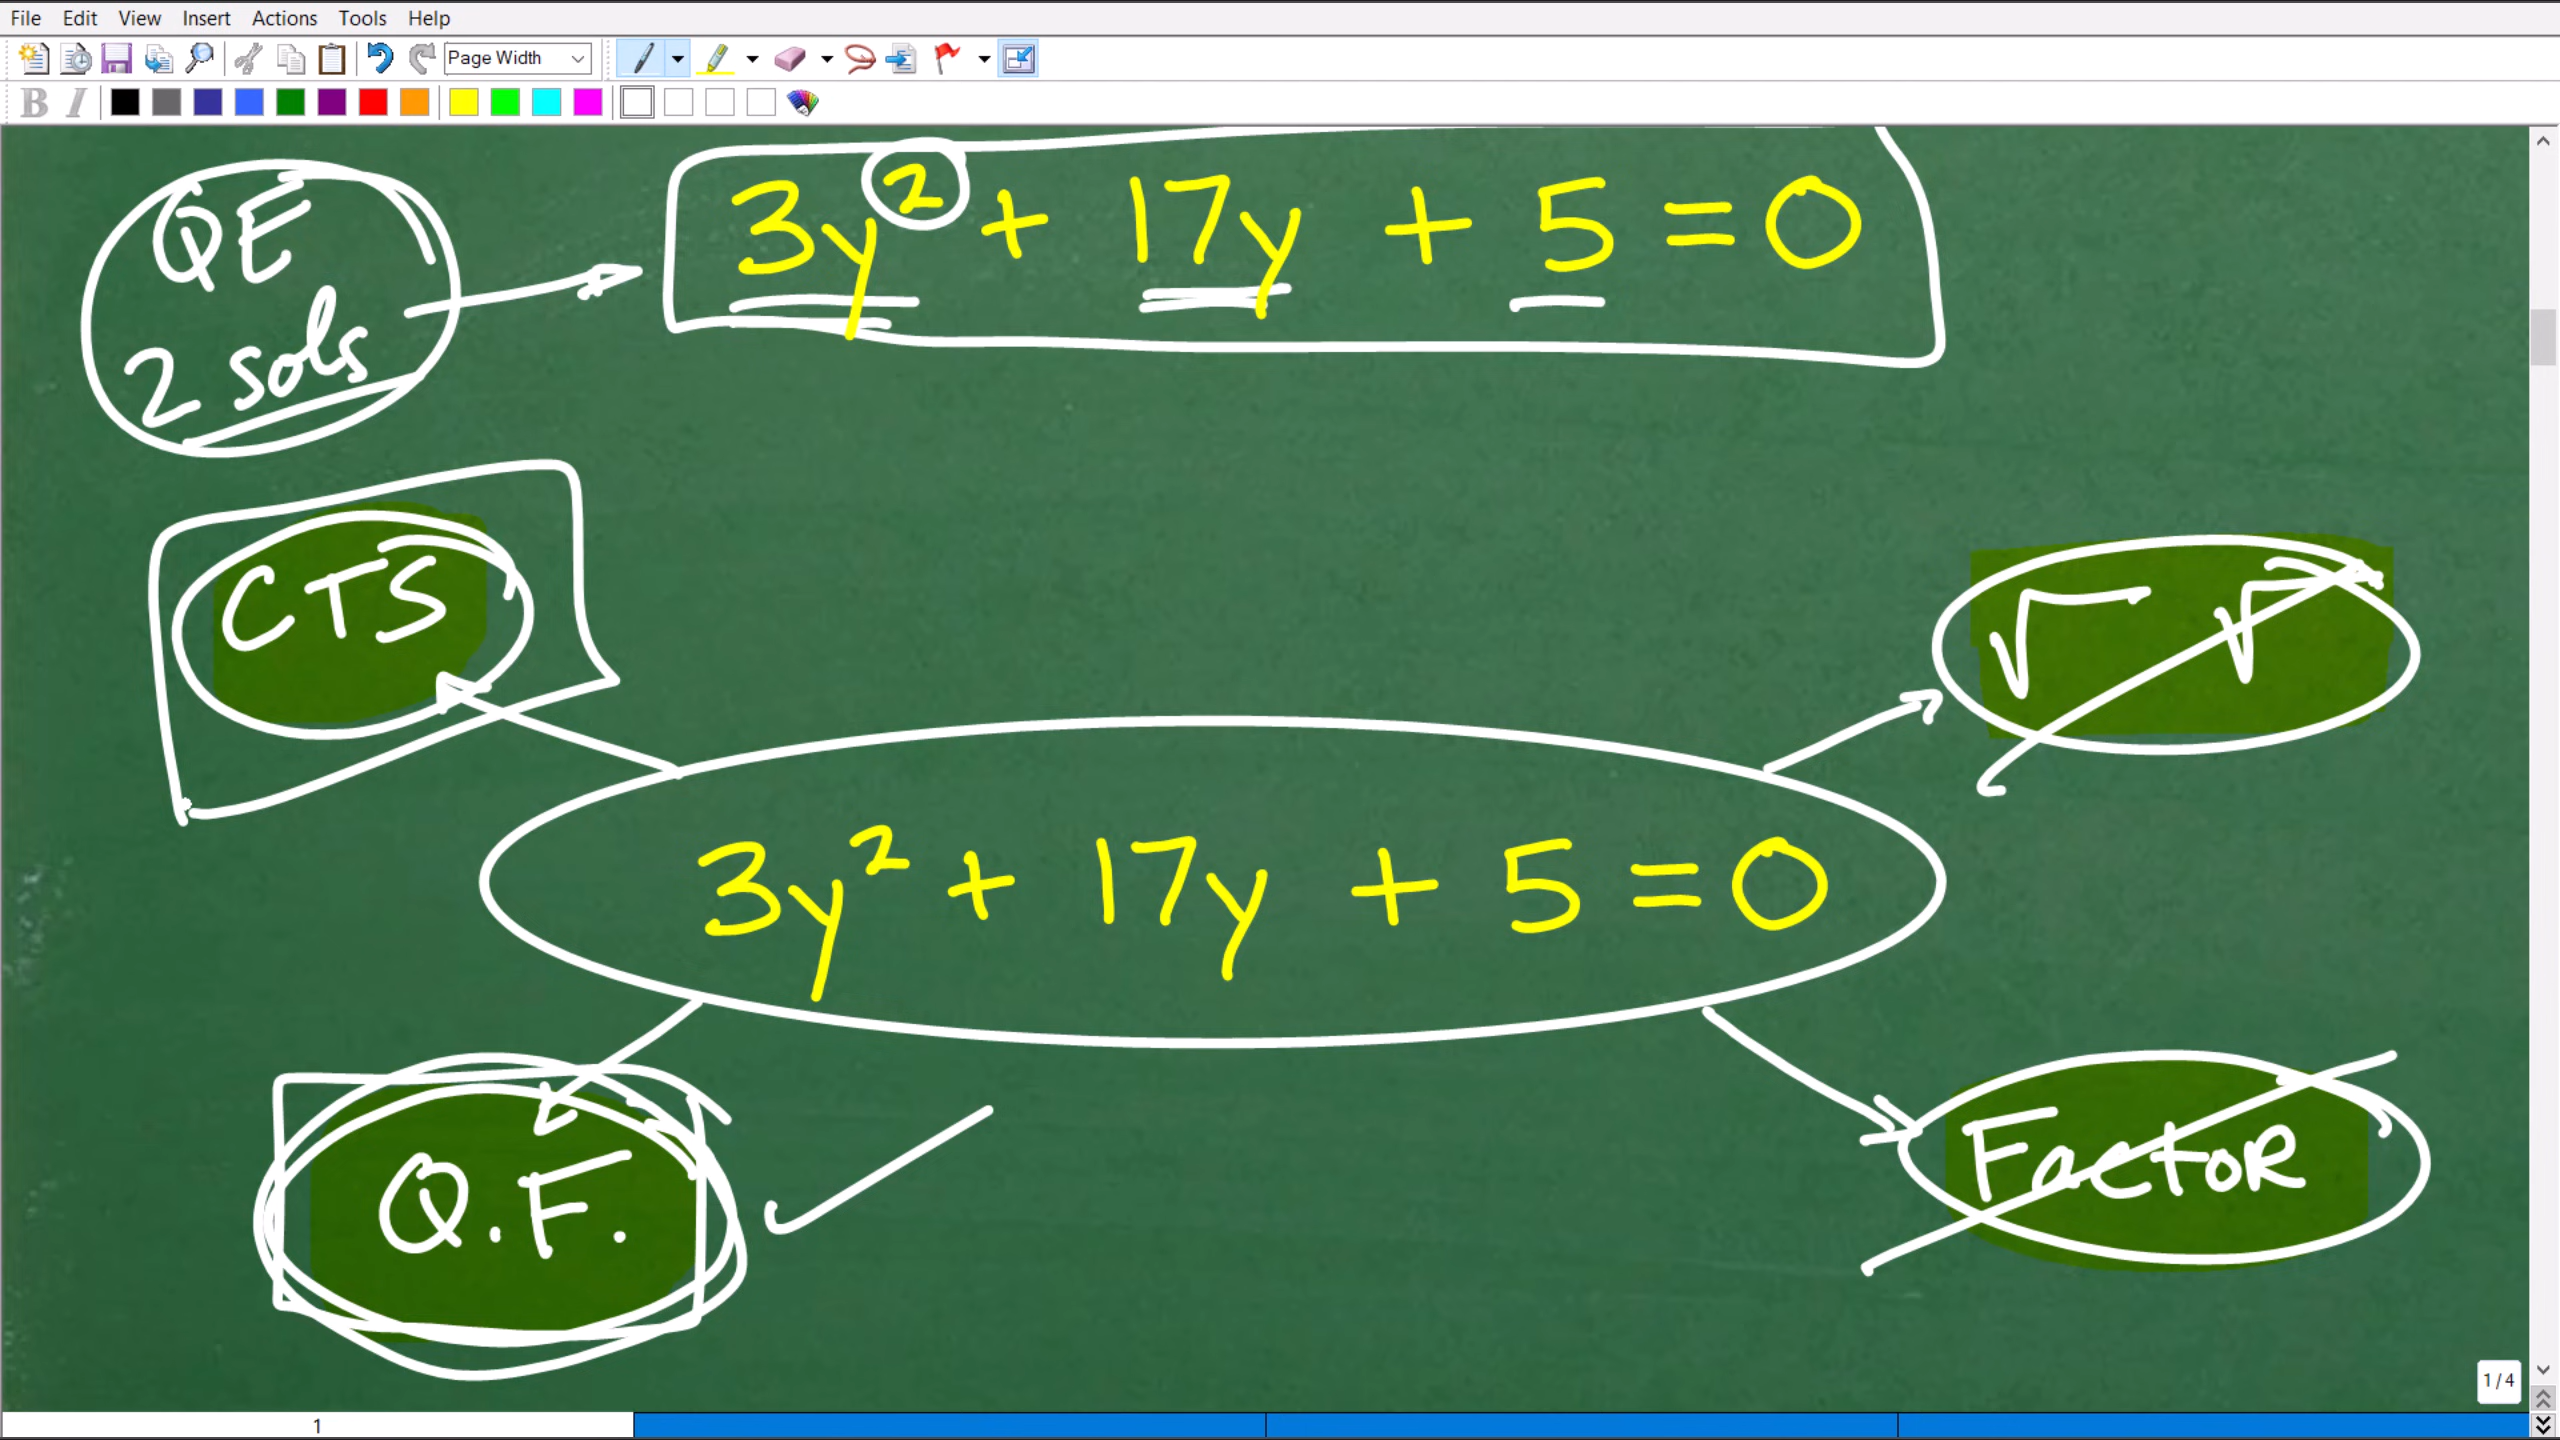 File Edit View Insert Actions Tools Help
Page Width
B I
QE
2 sols
3y² + 17y + 5 = 0
CTS
√ √
3y² + 17y + 5 = 0
Q.F.
Factor
1 / 4
1